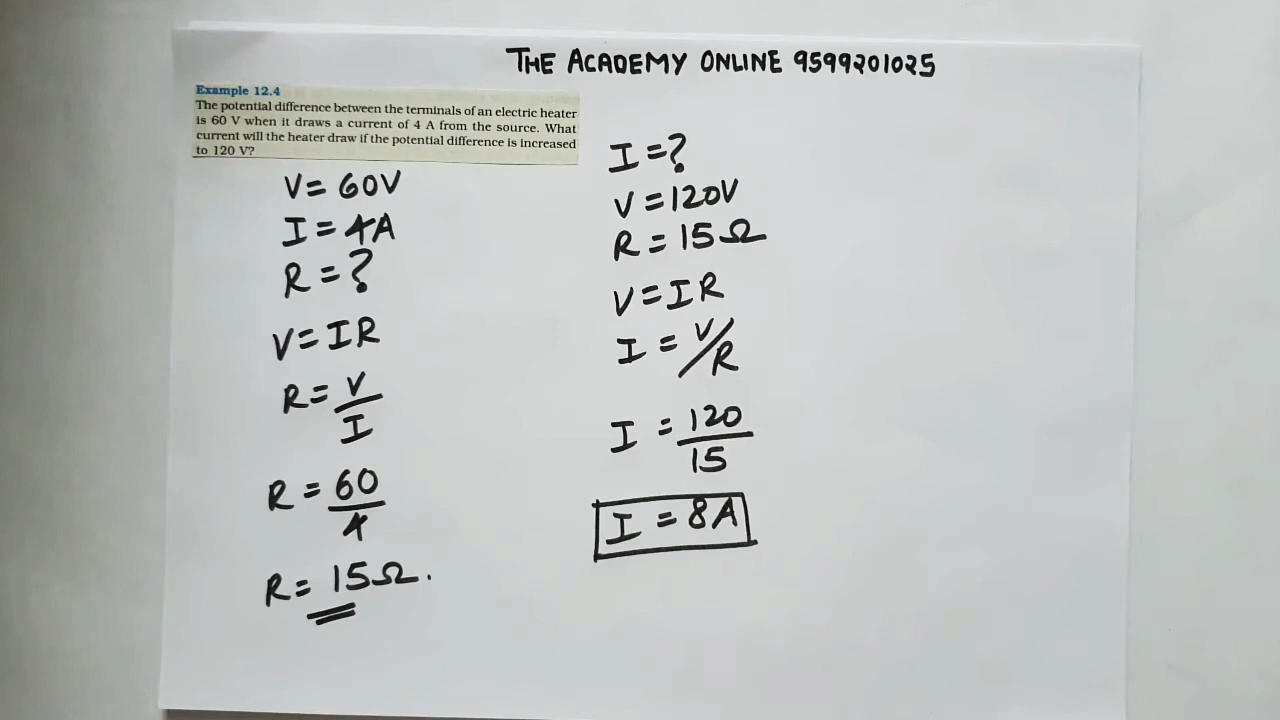 THE ACADEMY ONLINE 9599201025
Example 12.4
The potential difference between the terminals of an electric heater
is 60 V when it draws a current of 4 A from the source. What
current will the heater draw if the potential difference is increased
to 120 V?
V = 60V
I = 4A
R = ?
V = IR
R = V/I
R = 60/4
R = 15Ω.
I = ?
V = 120V
R = 15Ω
V = IR
I = V/R
I = 120/15
I = 8A